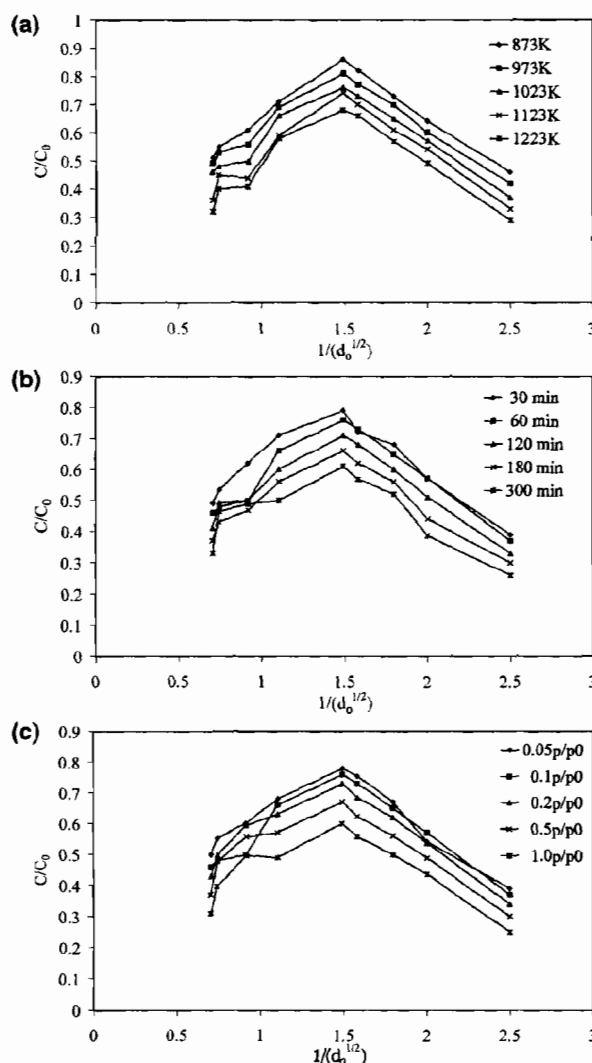 (a)
1
0.9
0.8
0.7
0.6
0.5
0.4
0.3
0.2
0.1
0
C/C0
873K
973K
1023K
1123K
1223K
0 0.5 1 1.5 2 2.5 3
1/(do^1/2)
(b)
0.9
0.8
0.7
0.6
0.5
0.4
0.3
0.2
0.1
0
C/C0
30 min
60 min
120 min
180 min
300 min
0 0.5 1 1.5 2 2.5 3
1/(do^1/2)
(c)
0.9
0.8
0.7
0.6
0.5
0.4
0.3
0.2
0.1
0
C/C0
0.05p/p0
0.1p/p0
0.2p/p0
0.5p/p0
1.0p/p0
0 0.5 1 1.5 2 2.5 3
1/(do^1/2)